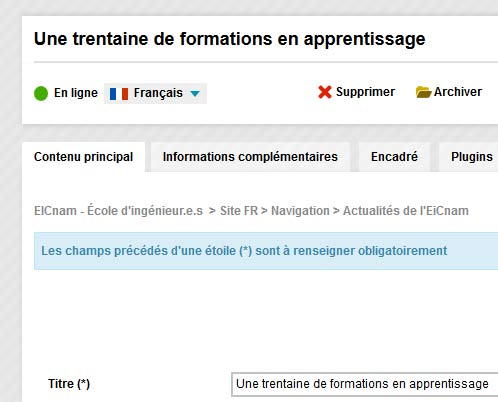 Une trentaine de formations en apprentissage
En ligne Français Supprimer Archiver
Contenu principal Informations complémentaires Encadré Plugins
EICnam - École d'ingénieur.e.s > Site FR > Navigation > Actualités de l'EiCnam
Les champs précédés d'une étoile (*) sont à renseigner obligatoirement
Titre (*) Une trentaine de formations en apprentissage